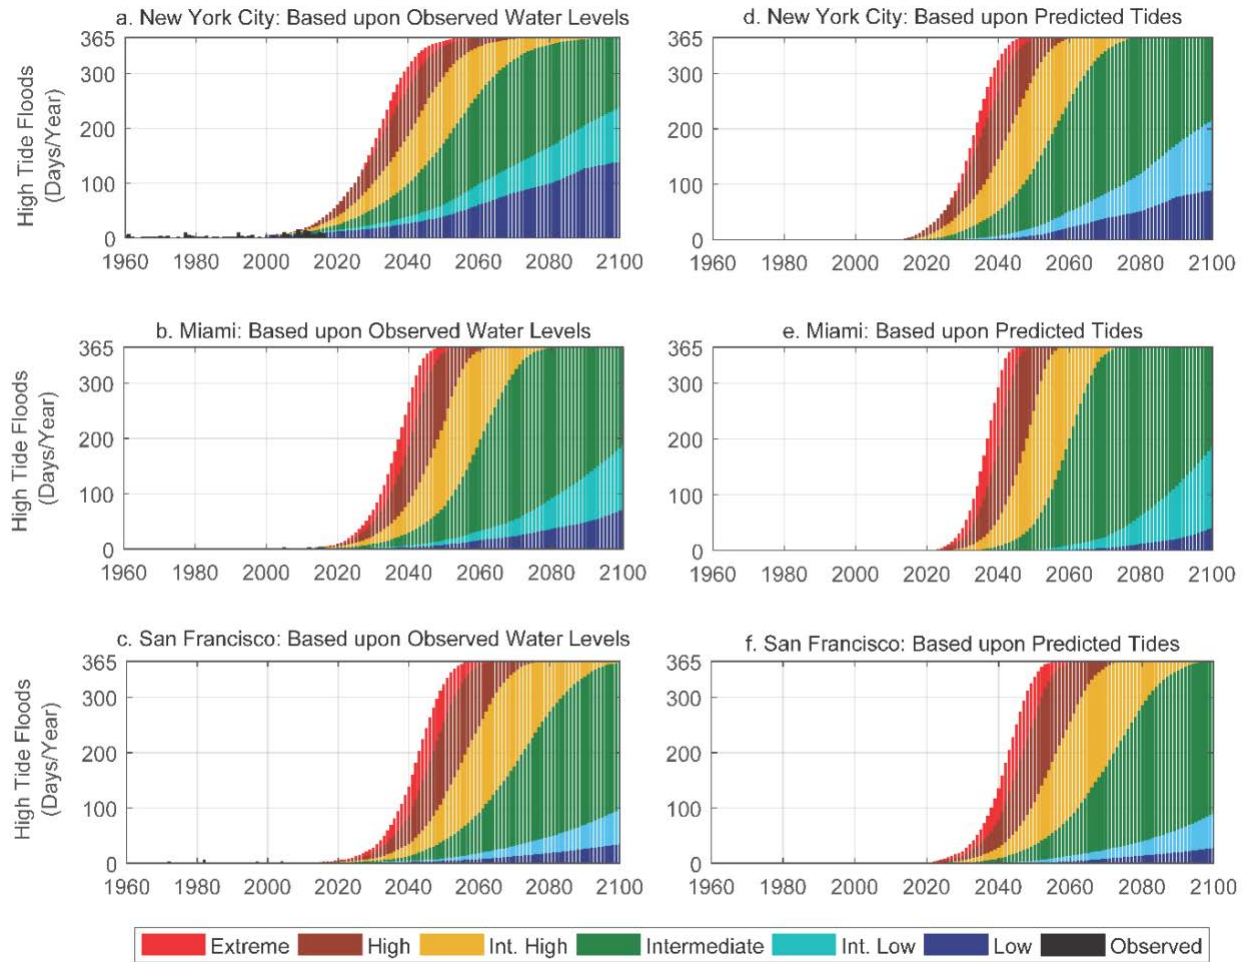 a. New York City: Based upon Observed Water Levels
High Tide Floods
(Days/Year)
365
300
200
100
0
1960 1980 2000 2020 2040 2060 2080 2100
d. New York City: Based upon Predicted Tides
365
300
200
100
0
1960 1980 2000 2020 2040 2060 2080 2100
b. Miami: Based upon Observed Water Levels
High Tide Floods
(Days/Year)
365
300
200
100
0
1960 1980 2000 2020 2040 2060 2080 2100
e. Miami: Based upon Predicted Tides
365
300
200
100
0
1960 1980 2000 2020 2040 2060 2080 2100
c. San Francisco: Based upon Observed Water Levels
High Tide Floods
(Days/Year)
365
300
200
100
0
1960 1980 2000 2020 2040 2060 2080 2100
f. San Francisco: Based upon Predicted Tides
365
300
200
100
0
1960 1980 2000 2020 2040 2060 2080 2100
Extreme High Int. High Intermediate Int. Low Low Observed